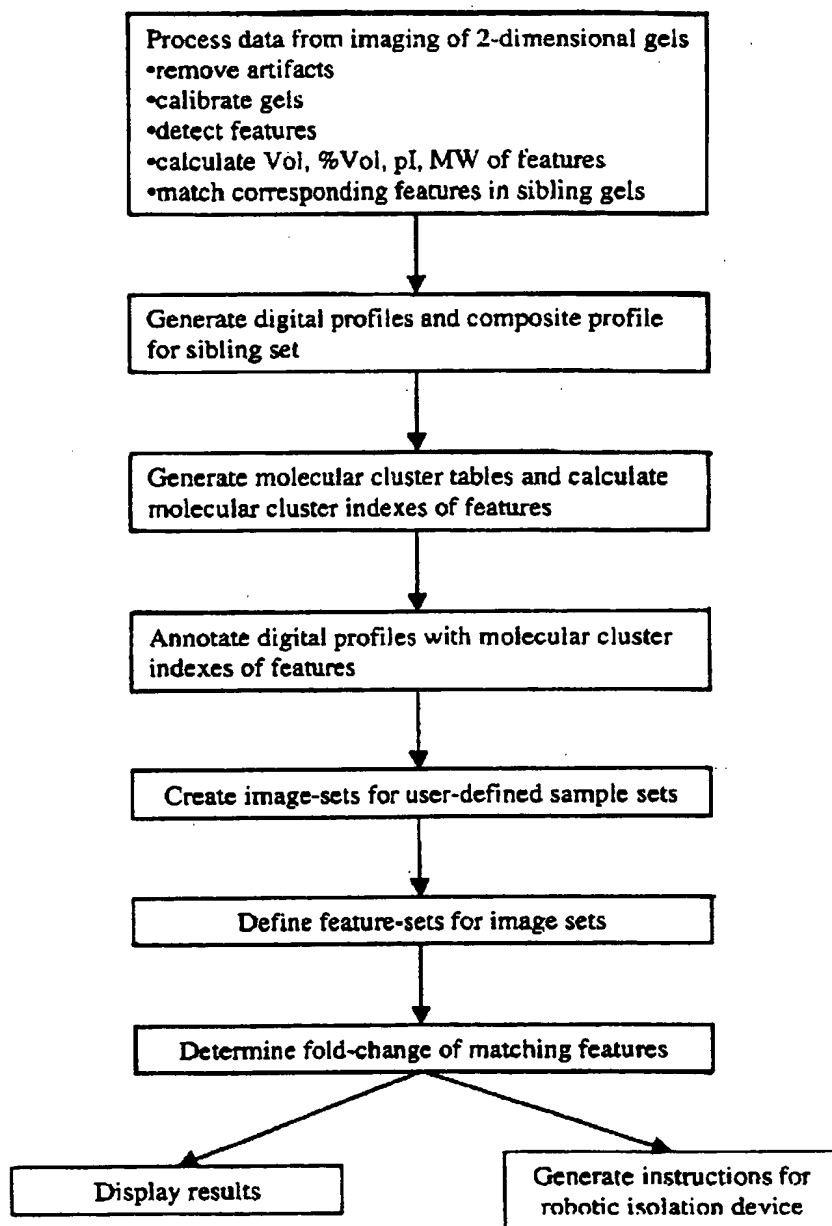 Process data from imaging of 2-dimensional gels
•remove artifacts
•calibrate gels
•detect features
•calculate Vol, %Vol, pI, MW of features
•match corresponding features in sibling gels
Generate digital profiles and composite profile
for sibling set
Generate molecular cluster tables and calculate
molecular cluster indexes of features
Annotate digital profiles with molecular cluster
indexes of features
Create image-sets for user-defined sample sets
Define feature-sets for image sets
Determine fold-change of matching features
Display results
Generate instructions for
robotic isolation device